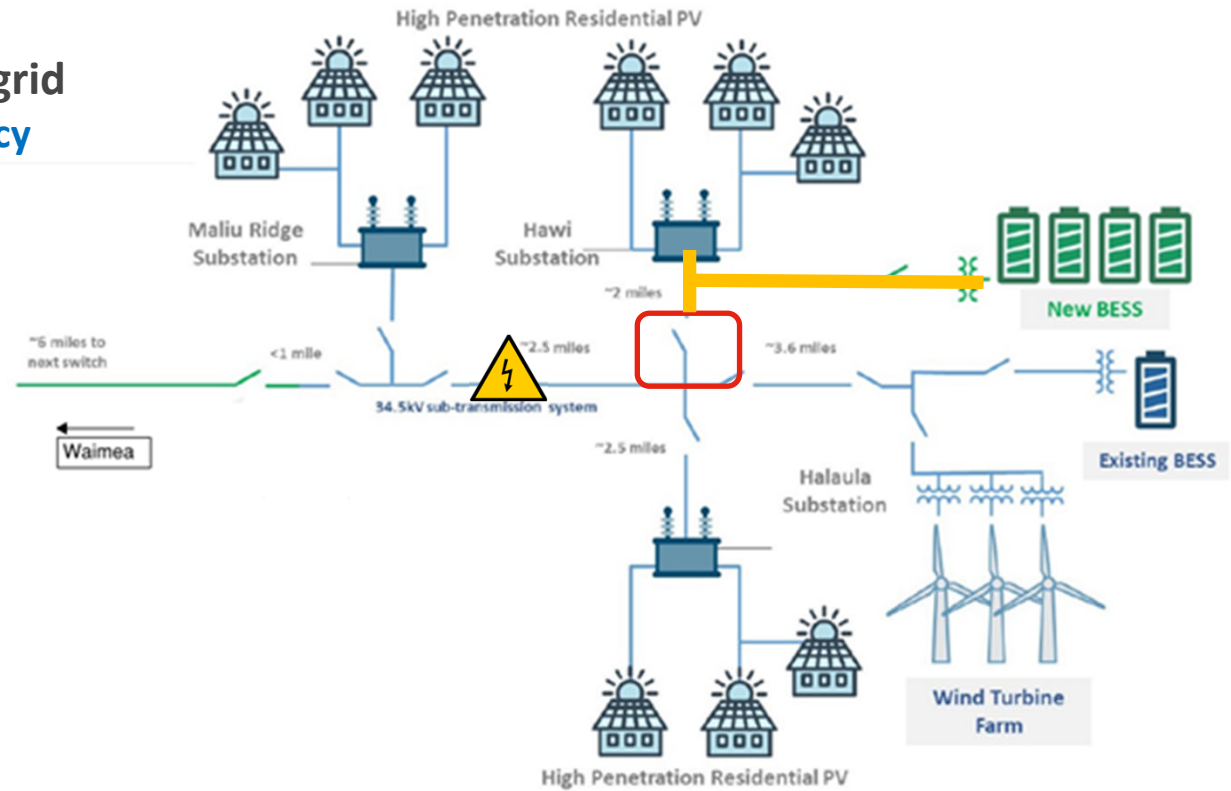 High Penetration Residential PV
grid
cy
Maliu Ridge
Substation
Hawi
Substation
~2 miles
New BESS
~6 miles to
next switch
<1 mile
~2.5 miles
~3.6 miles
34.5kV sub-transmission system
Waimea
~2.5 miles
Existing BESS
Halaula
Substation
Wind Turbine
Farm
High Penetration Residential PV